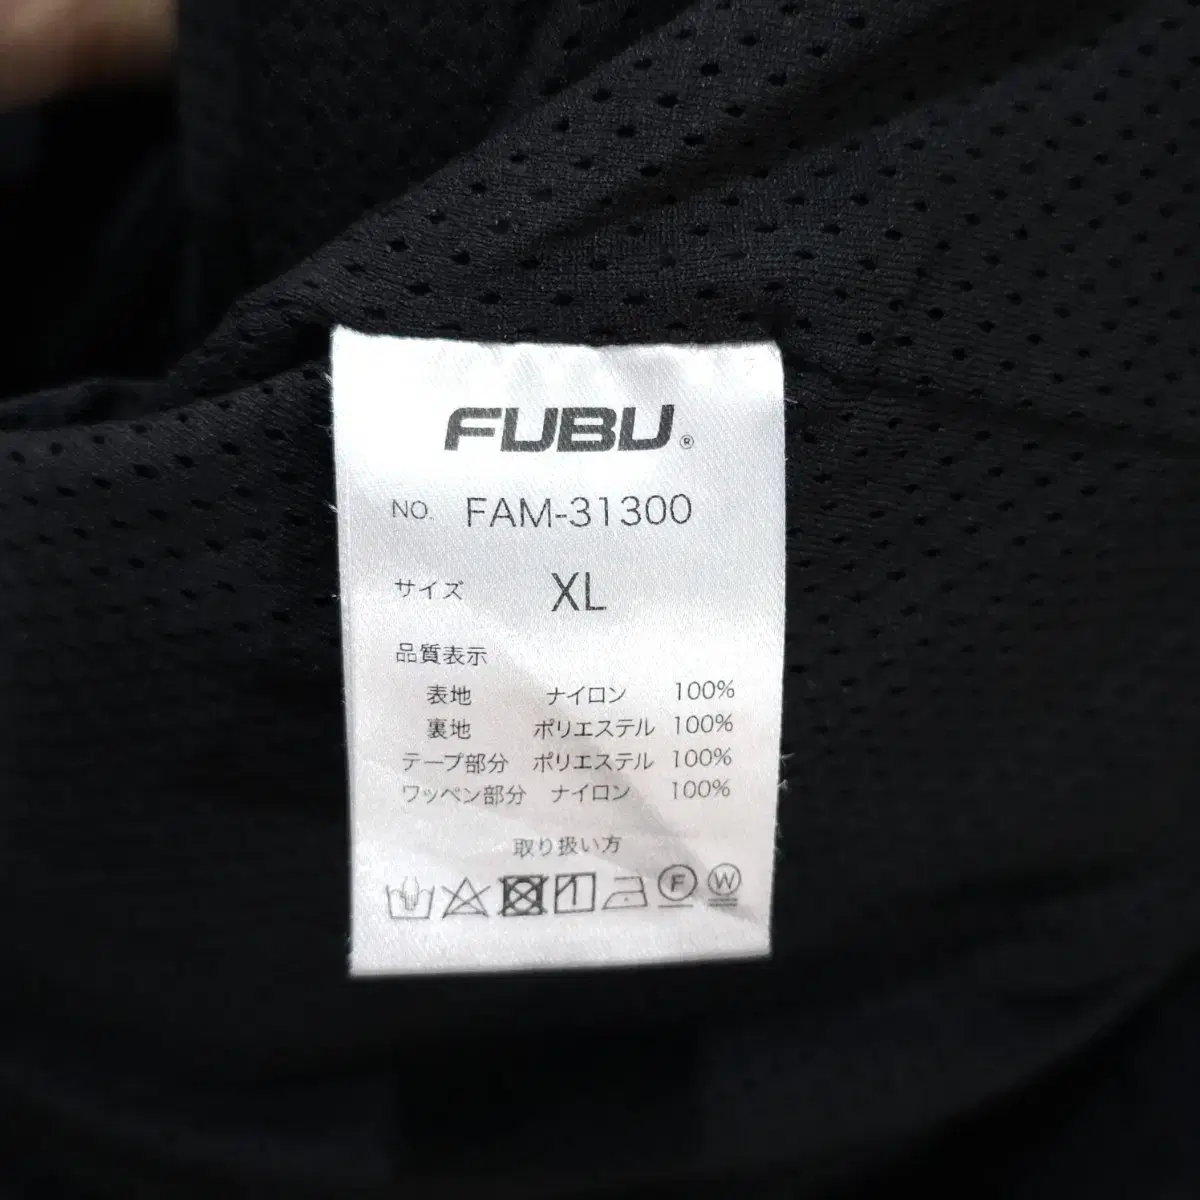 FUBU®
NO. FAM-31300
サイズ XL
品質表示
表地 ナイロン 100%
裏地 ポリエステル 100%
テープ部分 ポリエステル 100%
ワッペン部分 ナイロン 100%
取り扱い方
F W